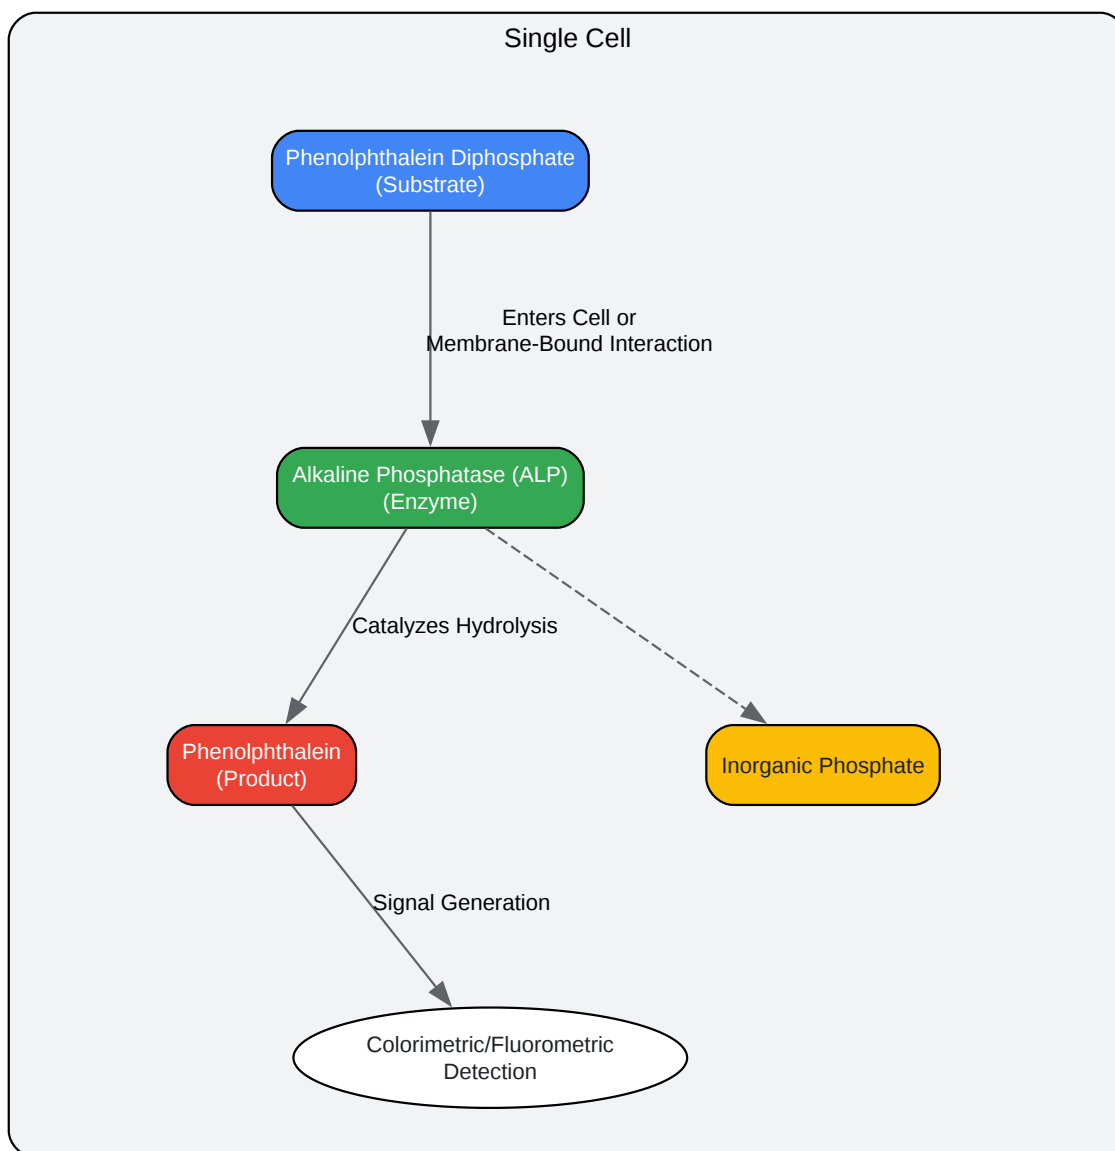 Single Cell
Phenolphthalein Diphosphate
(Substrate)
Enters Cell or
Membrane-Bound Interaction
Alkaline Phosphatase (ALP)
(Enzyme)
Catalyzes Hydrolysis
Phenolphthalein
(Product)
Inorganic Phosphate
Signal Generation
Colorimetric/Fluorometric
Detection